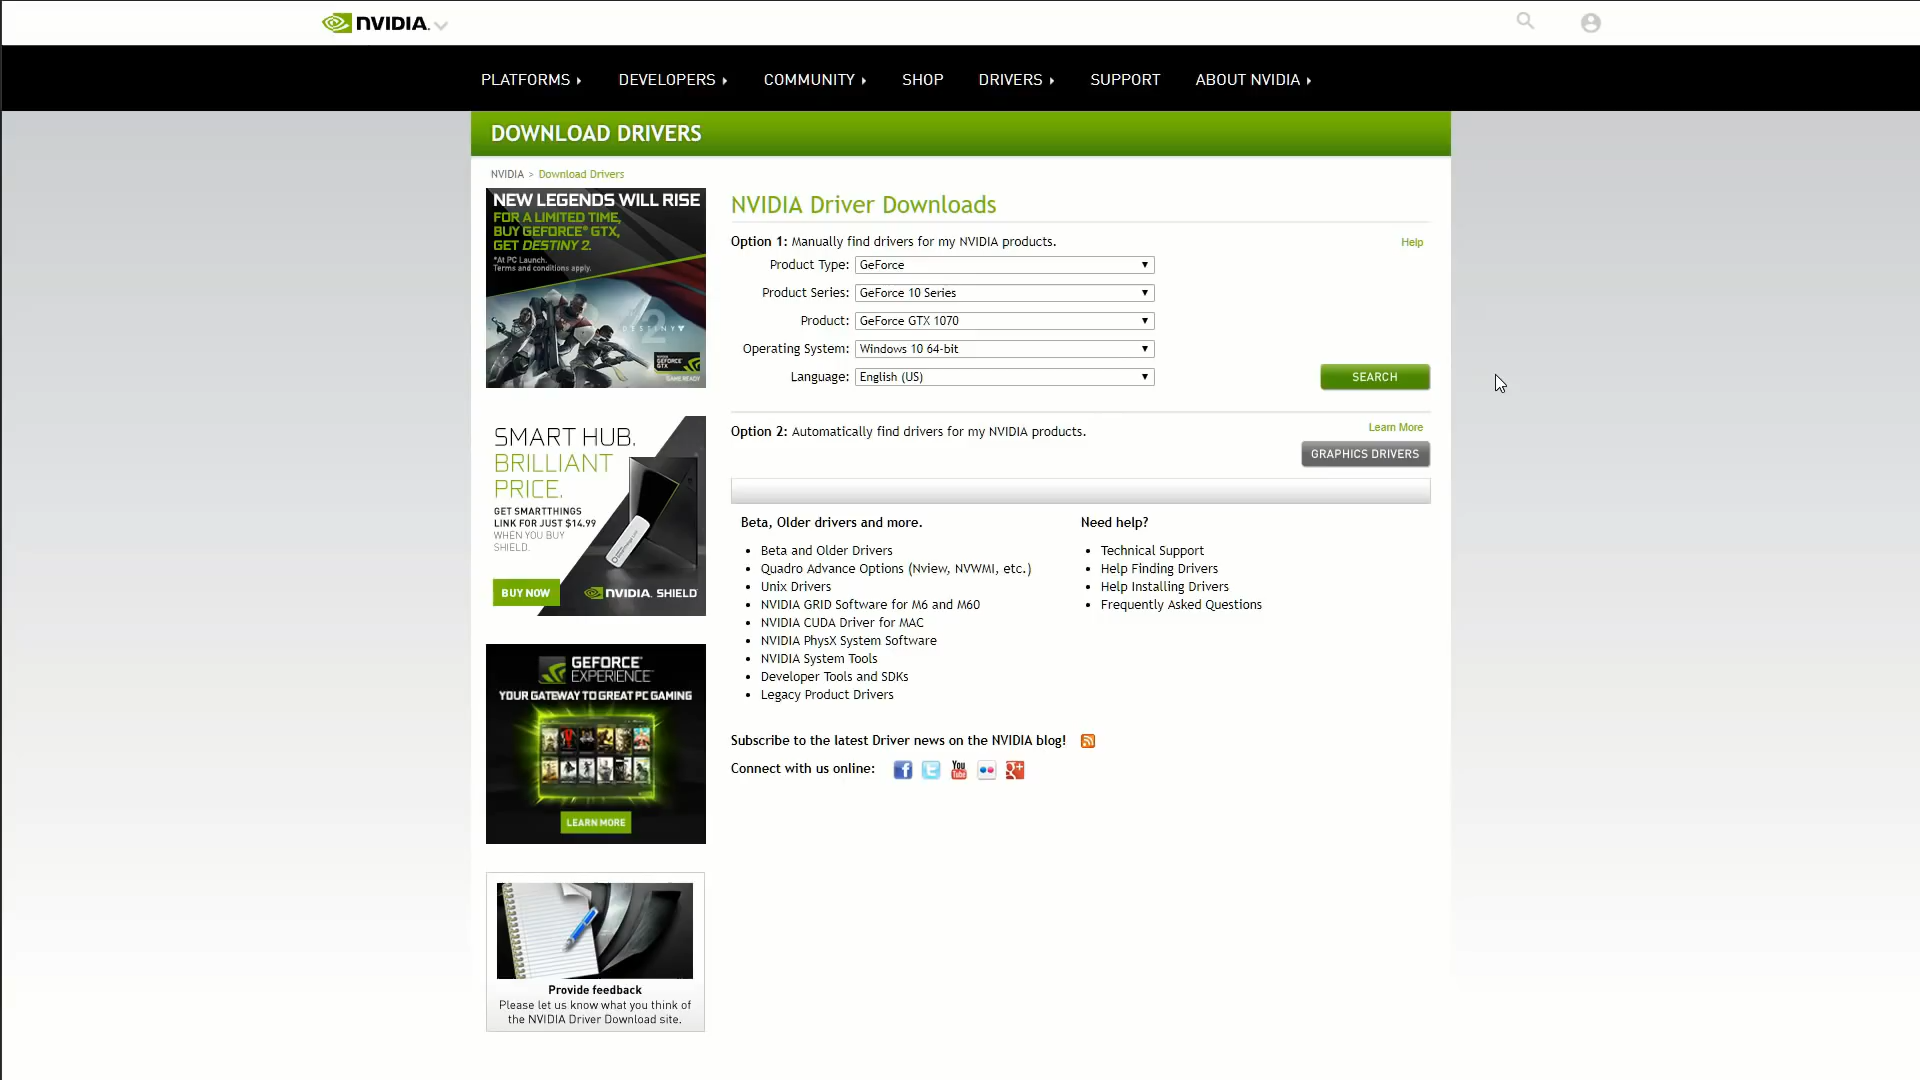 NVIDIA.
PLATFORMS DEVELOPERS COMMUNITY SHOP DRIVERS SUPPORT ABOUT NVIDIA
DOWNLOAD DRIVERS
NVIDIA > Download Drivers
NEW LEGENDS WILL RISE
FOR A LIMITED TIME,
BUY GEFORCE® GTX,
GET DESTINY 2.
*At PC Launch.
Terms and conditions apply.
DESTINY
2
GEFORCE
GTX
GAME READY
SMART HUB.
BRILLIANT
PRICE.
GET SMARTTHINGS
LINK FOR JUST $14.99
WHEN YOU BUY
SHIELD.
BUY NOW
NVIDIA. SHIELD
GEFORCE®
EXPERIENCE™
YOUR GATEWAY TO GREAT PC GAMING
LEARN MORE
Provide feedback
Please let us know what you think of
the NVIDIA Driver Download site.
NVIDIA Driver Downloads
Option 1: Manually find drivers for my NVIDIA products. Help
Product Type: GeForce
Product Series: GeForce 10 Series
Product: GeForce GTX 1070
Operating System: Windows 10 64-bit
Language: English (US)
SEARCH
Option 2: Automatically find drivers for my NVIDIA products. Learn More
GRAPHICS DRIVERS
Beta, Older drivers and more.
Beta and Older Drivers
Quadro Advance Options (Nview, NVWMI, etc.)
Unix Drivers
NVIDIA GRID Software for M6 and M60
NVIDIA CUDA Driver for MAC
NVIDIA PhysX System Software
NVIDIA System Tools
Developer Tools and SDKs
Legacy Product Drivers
Need help?
Technical Support
Help Finding Drivers
Help Installing Drivers
Frequently Asked Questions
Subscribe to the latest Driver news on the NVIDIA blog!
Connect with us online:
You
Tube